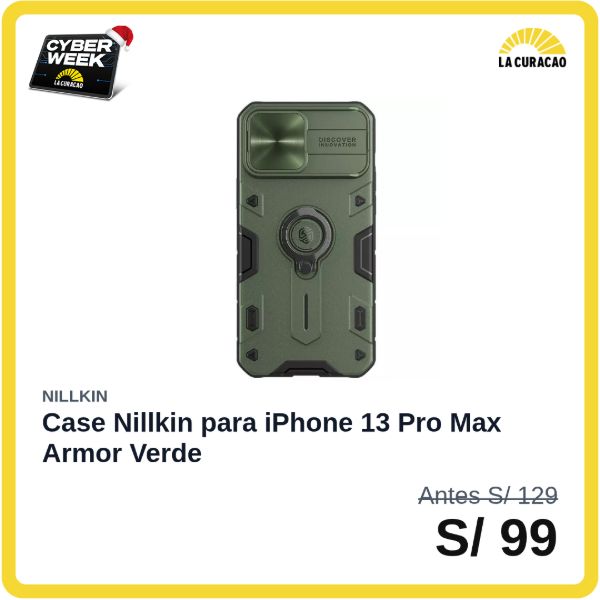 CYBER
WEEK
LA CURACAO
LA CURACAO
DISCOVER
INNOVATION
NILLKIN
Case Nillkin para iPhone 13 Pro Max
Armor Verde
Antes S/ 129
S/ 99